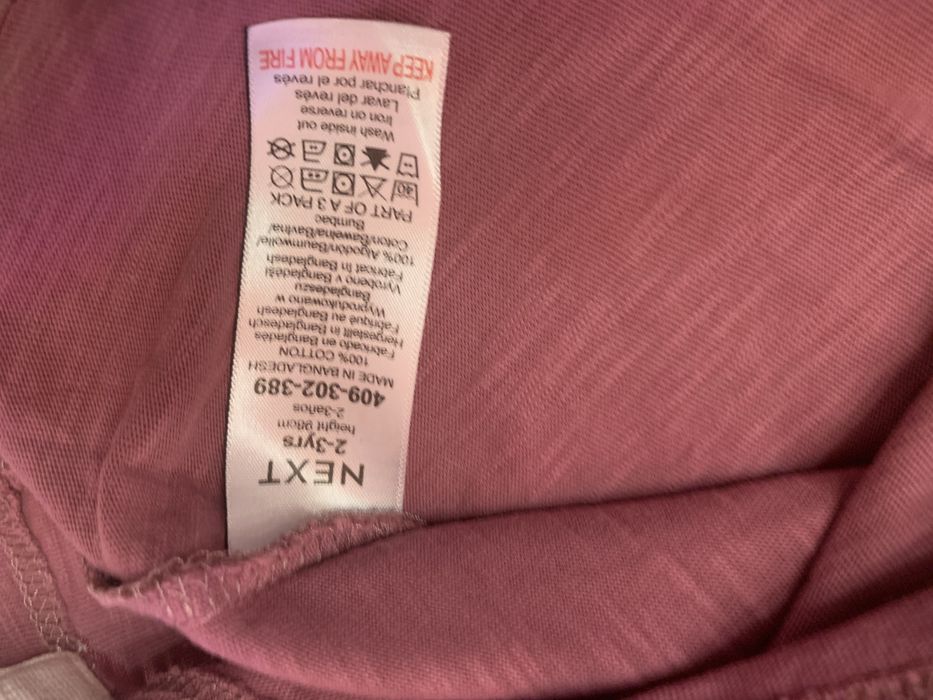 NEXT
2-3yrs
height 98cm
2-3años
409-302-389
MADE IN BANGLADESH
100% COTTON
Fabricado en Bangladés
Hergestellt in Bangladesch
Fabriqué au Bangladesh
Wyprodukowano w
Bangladeszu
Vyrobeno v Bangladéši
Fabricat în Bangladesh
100% Algodón/Baumwolle/
Coton/Bawełna/Bavlna/
Bumbac
PART OF A 3 PACK
40
Wash inside out
Iron on reverse
Lavar del revés
Planchar por el revés
KEEP AWAY FROM FIRE